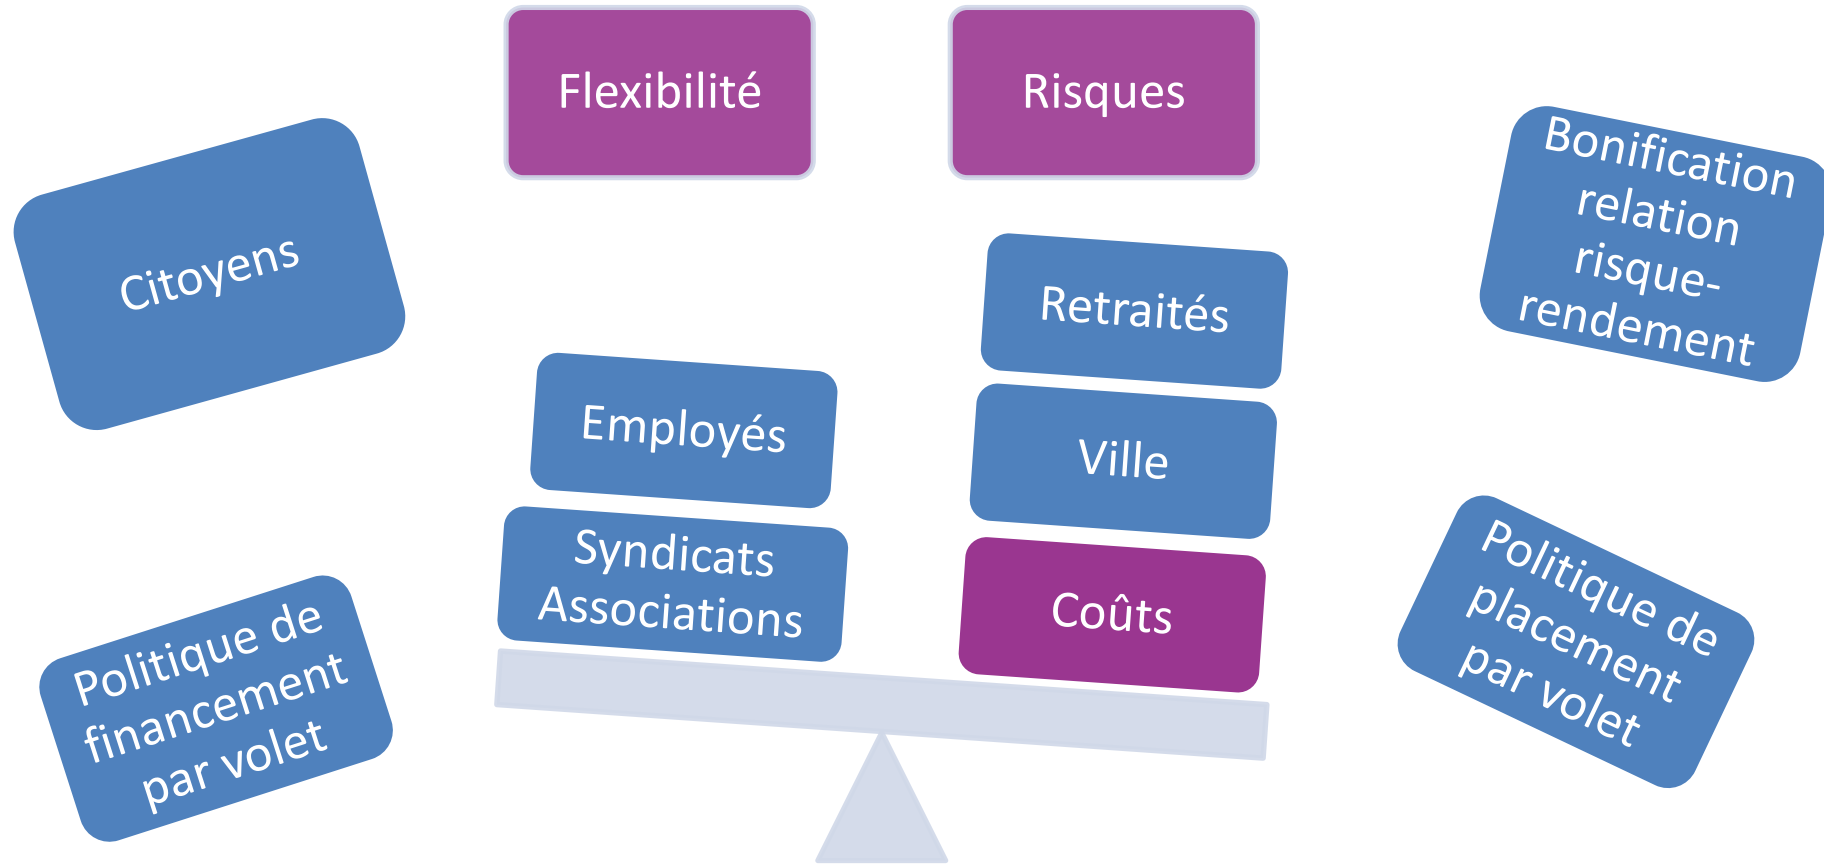 Flexibilité
Risques
Citoyens
Bonification
relation
risque-
rendement
Retraités
Employés
Ville
Syndicats
Associations
Coûts
Politique de
financement
par volet
Politique de
placement
par volet